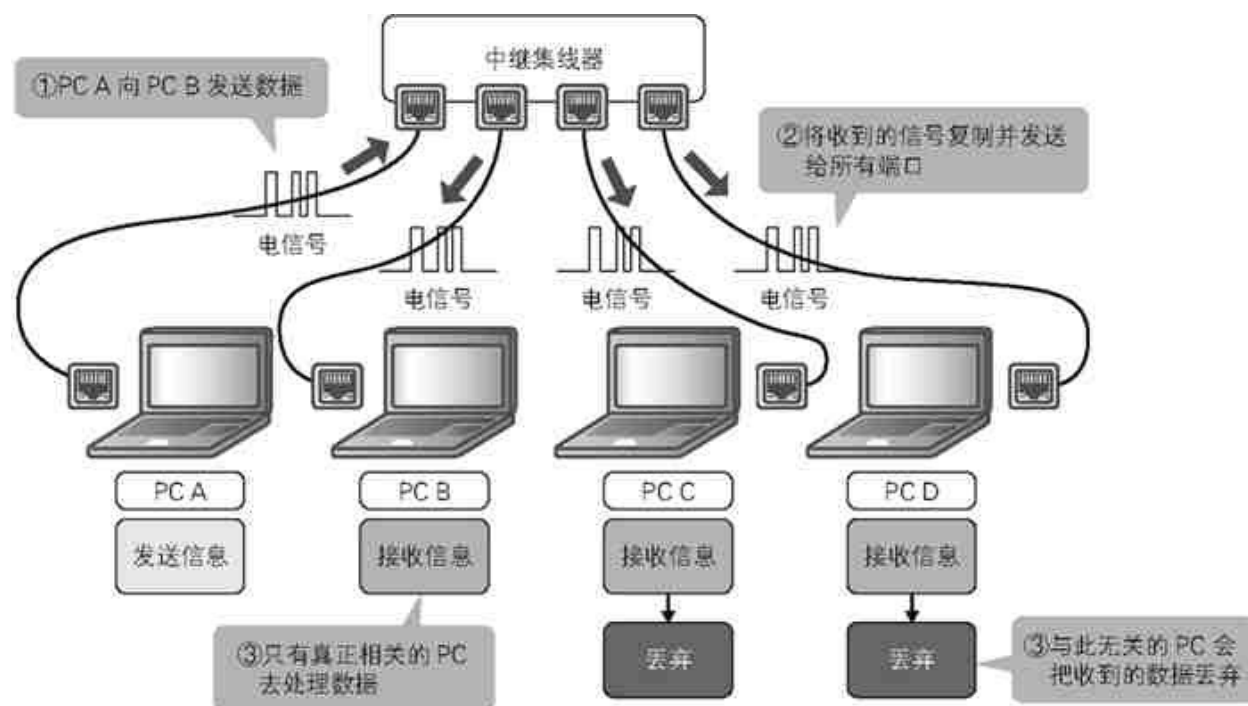 中继集线器
①PC A 向 PC B 发送数据
②将收到的信号复制并发送
给所有端口
电信号
电信号
电信号
电信号
PC A
PC B
PC C
PC D
发送信息
接收信息
接收信息
接收信息
③只有真正相关的 PC
去处理数据
丢弃
丢弃
③与此无关的 PC 会
把收到的数据丢弃